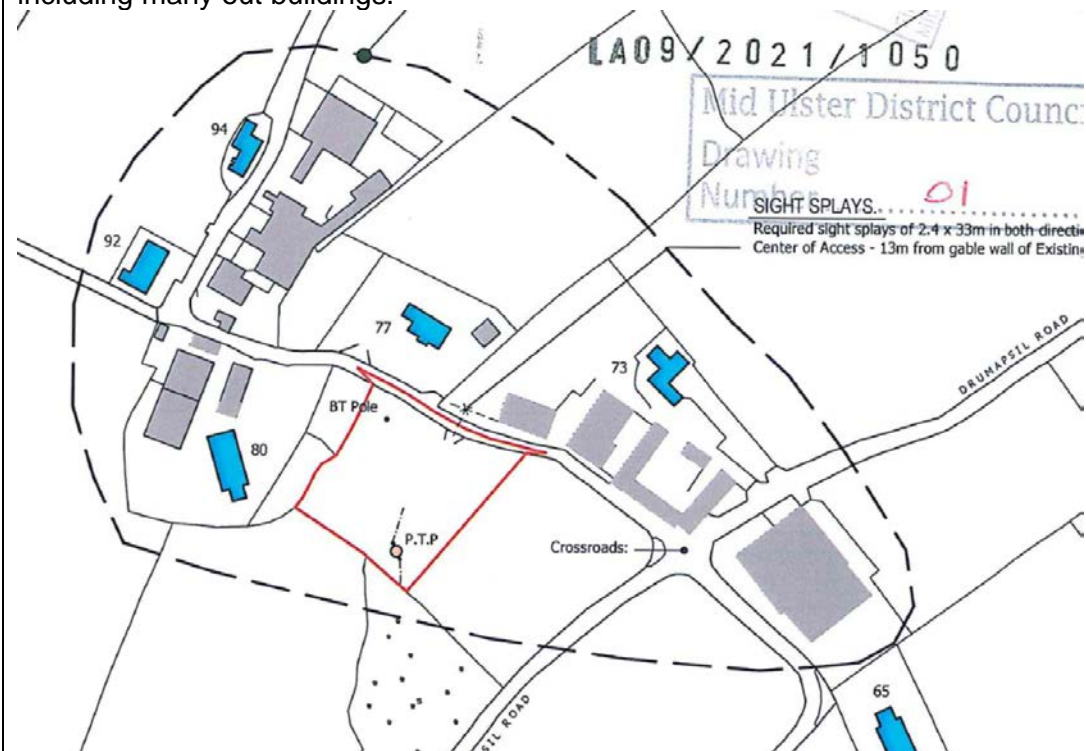 including many out buildings.
LA09/2021/1050
Mid Ulster District Counc
Drawing
Number 01
SIGHT SPLAYS.
Required sight splays of 2.4 x 33m in both directi
Center of Access - 13m from gable wall of Existing
94
92
77
73
DRUMAPSIL ROAD
BT Pole
80
P.T.P
Crossroads:
65
SIL ROAD